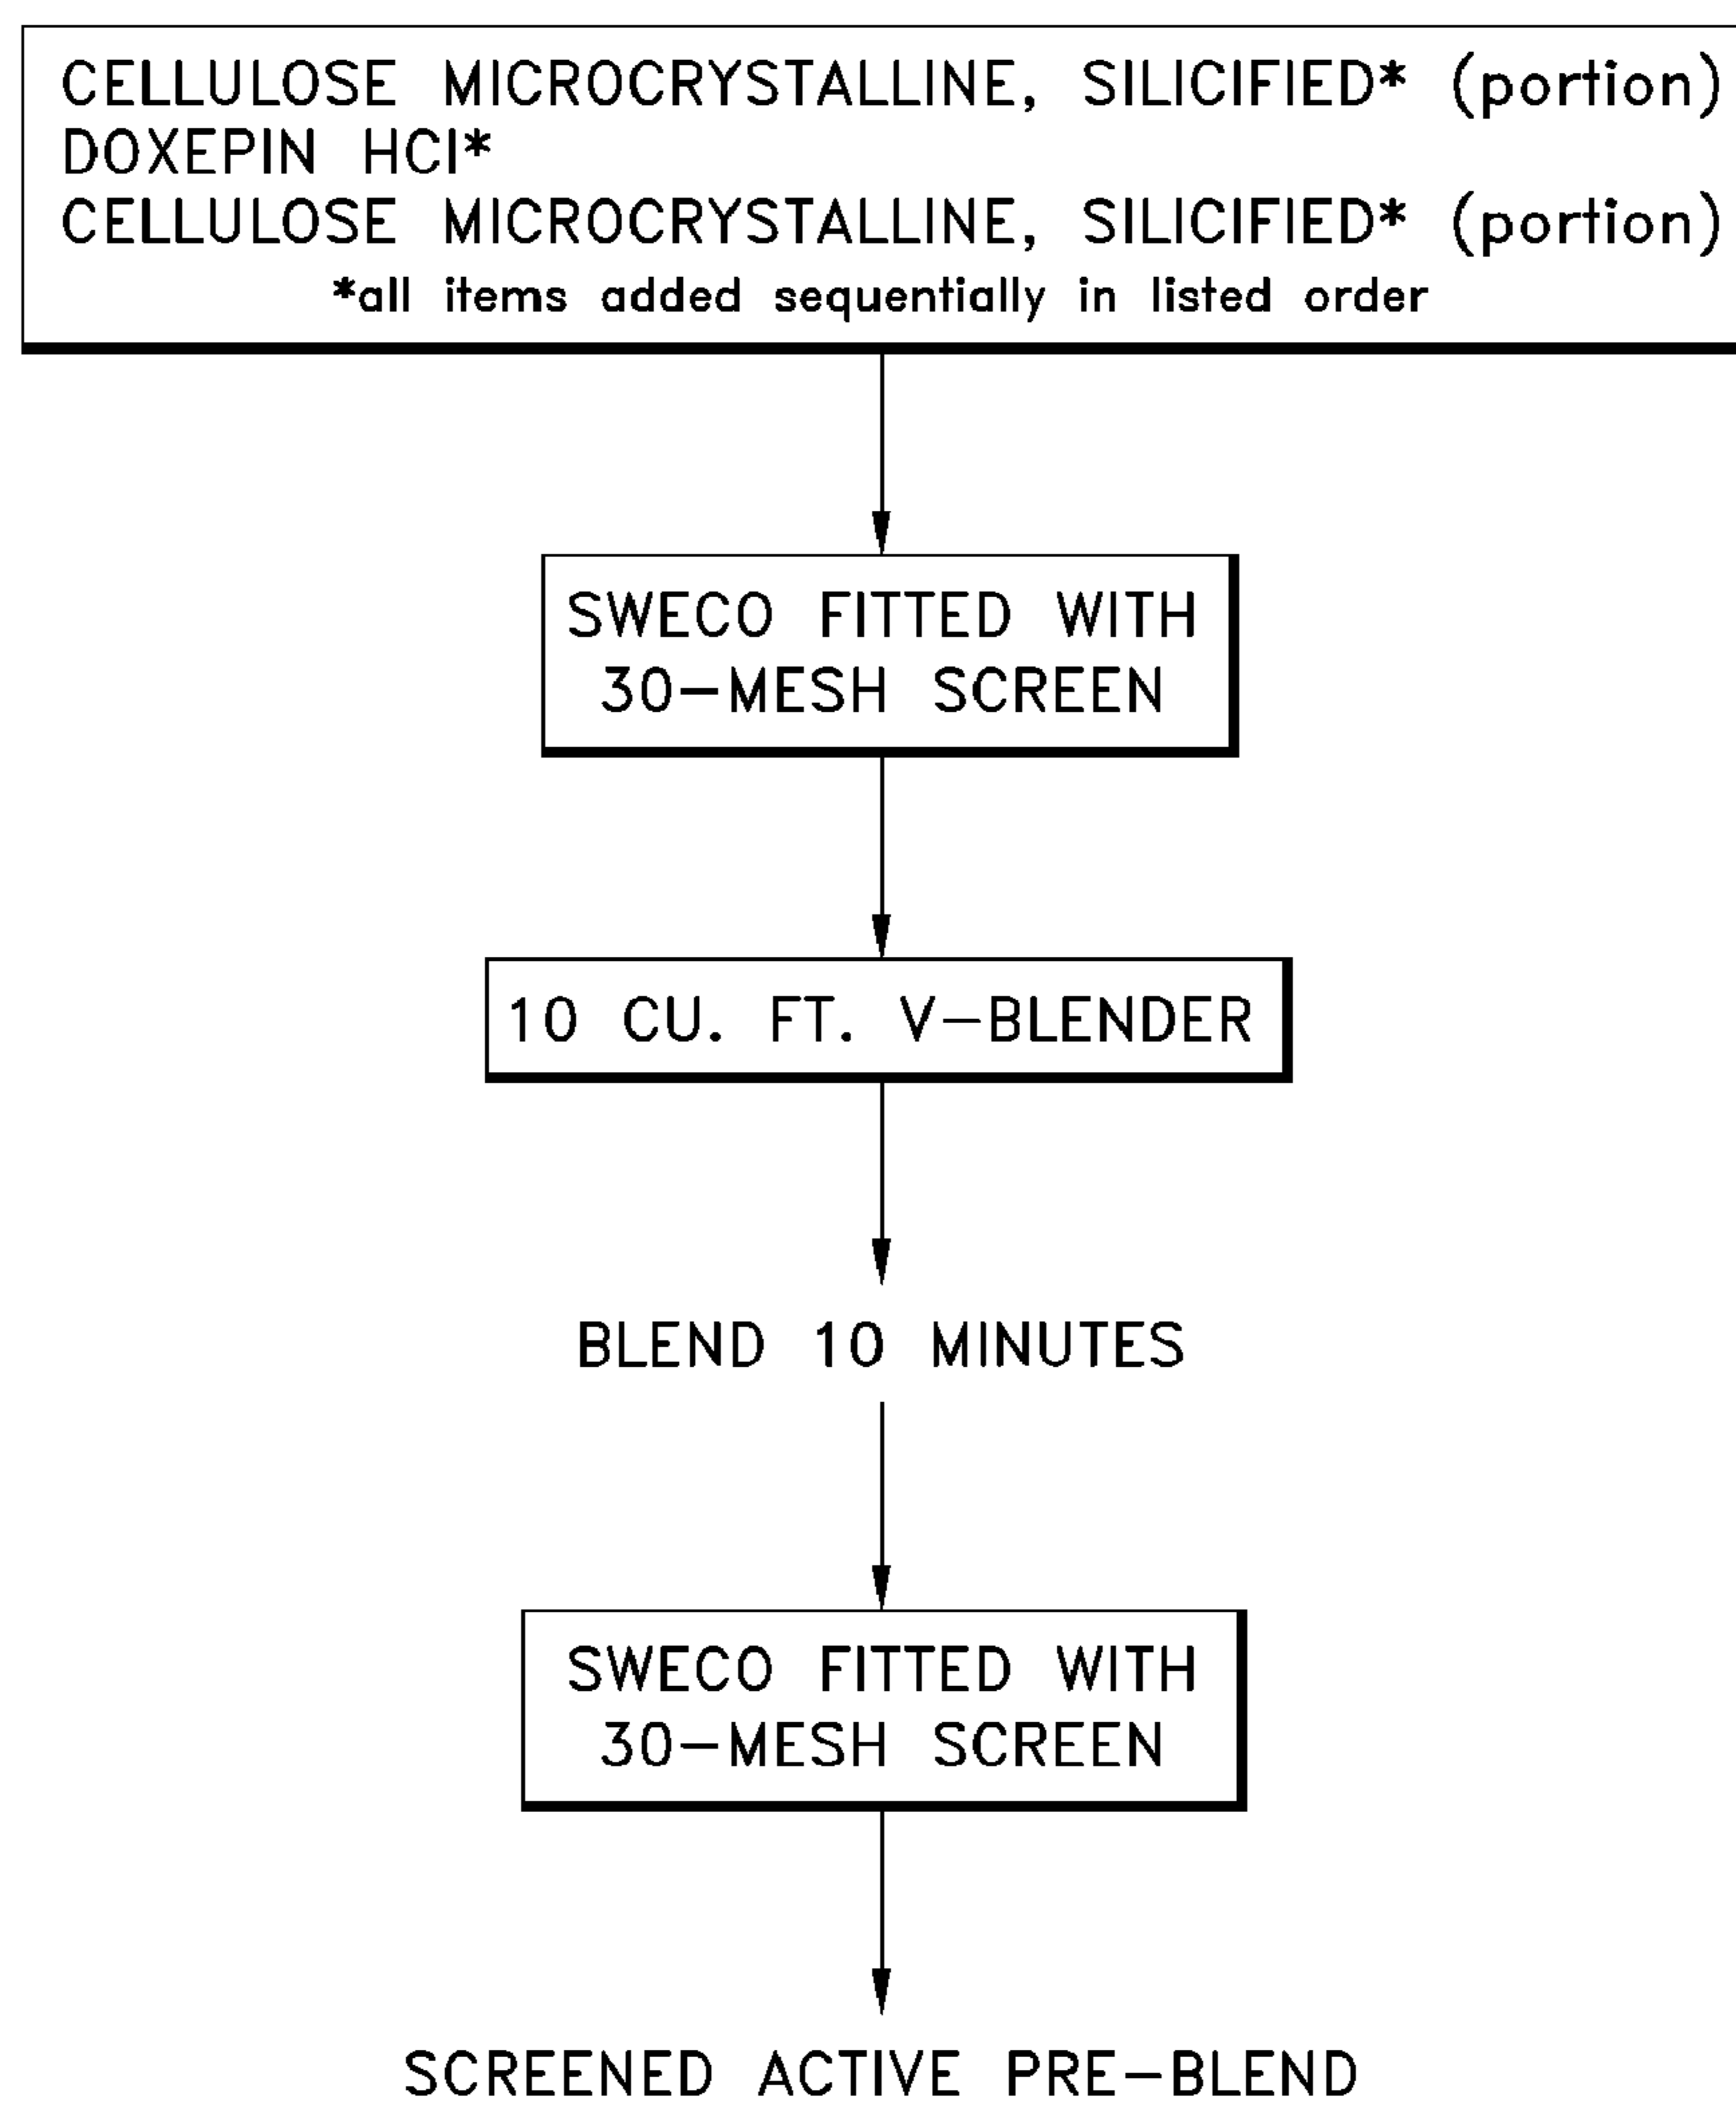 CELLULOSE MICROCRYSTALLINE, SILICIFIED* (portion)
DOXEPIN HCl*
CELLULOSE MICROCRYSTALLINE, SILICIFIED* (portion)
*all items added sequentially in listed order
SWECO FITTED WITH
30-MESH SCREEN
10 CU. FT. V-BLENDER
BLEND 10 MINUTES
SWECO FITTED WITH
30-MESH SCREEN
SCREENED ACTIVE PRE-BLEND